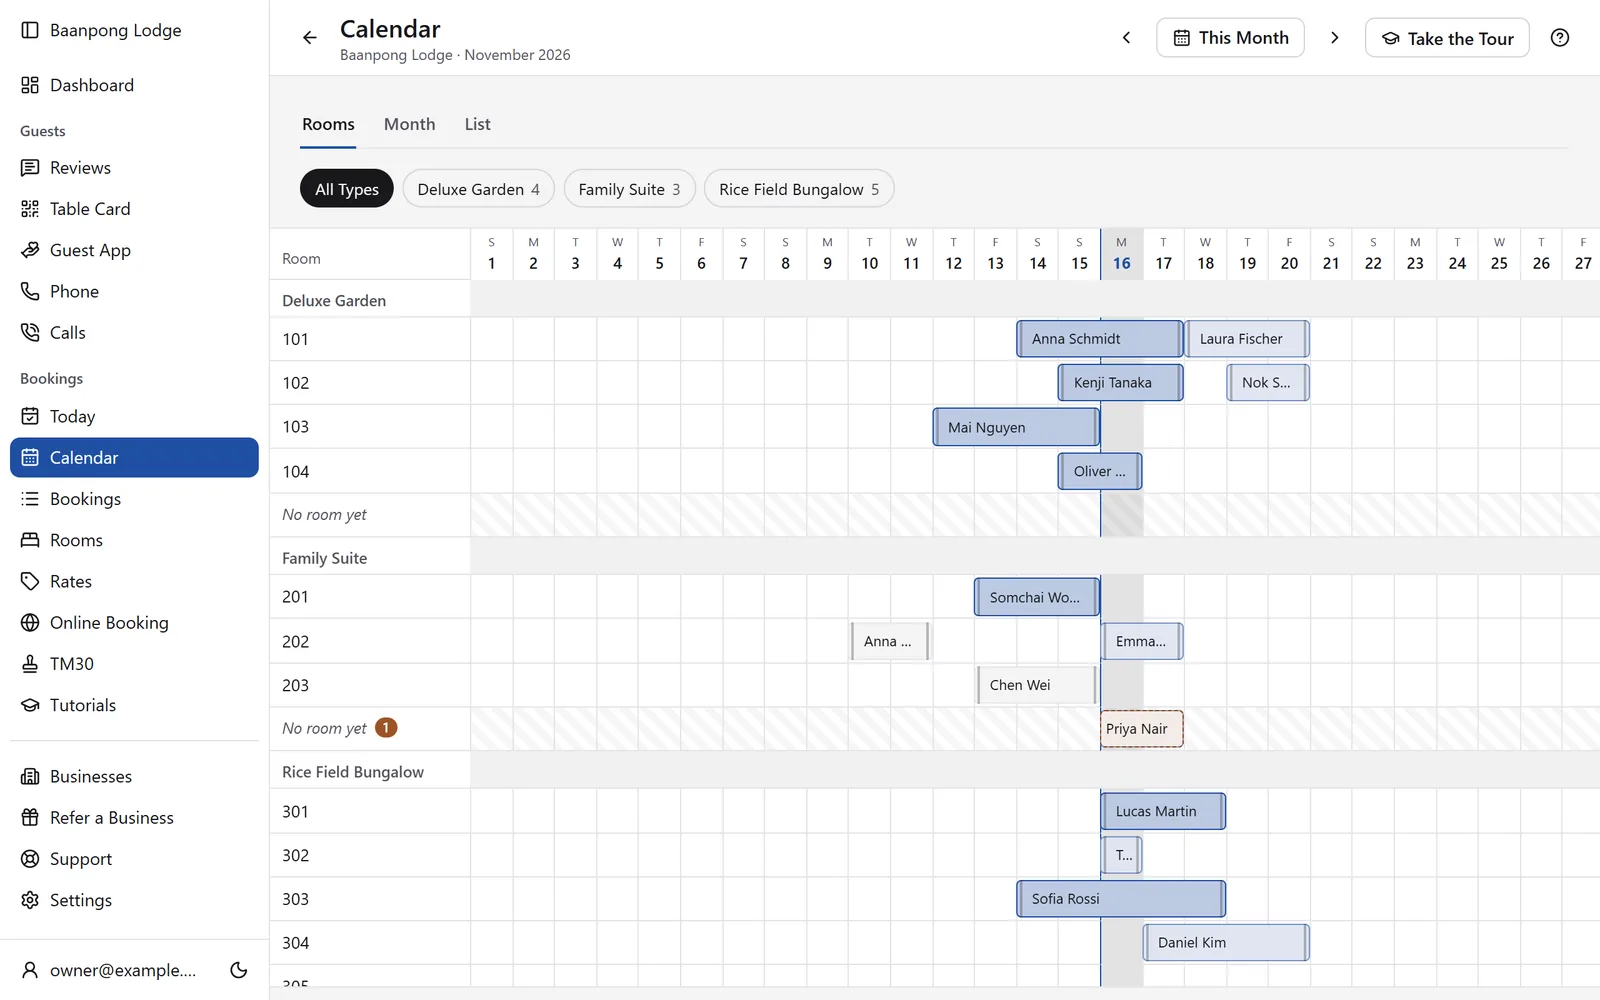 Baanpong Lodge
Dashboard
Guests
Reviews
Table Card
Guest App
Phone
Calls
Bookings
Today
Calendar
Bookings
Rooms
Rates
Online Booking
TM30
Tutorials
Businesses
Refer a Business
Support
Settings
owner@example....
Calendar
Baanpong Lodge · November 2026
This Month
Take the Tour
Rooms Month List
All Types
Deluxe Garden 4
Family Suite 3
Rice Field Bungalow 5
Room
S M T W T F S S M T W T F S S M T W T F S S M T W T F
1 2 3 4 5 6 7 8 9 10 11 12 13 14 15 16 17 18 19 20 21 22 23 24 25 26 27
Deluxe Garden
101 Anna Schmidt Laura Fischer
102 Kenji Tanaka Nok S...
103 Mai Nguyen
104 Oliver ...
No room yet
Family Suite
201 Somchai Wo...
202 Anna ... Emma...
203 Chen Wei
No room yet 1 Priya Nair
Rice Field Bungalow
301 Lucas Martin
302 T...
303 Sofia Rossi
304 Daniel Kim
305